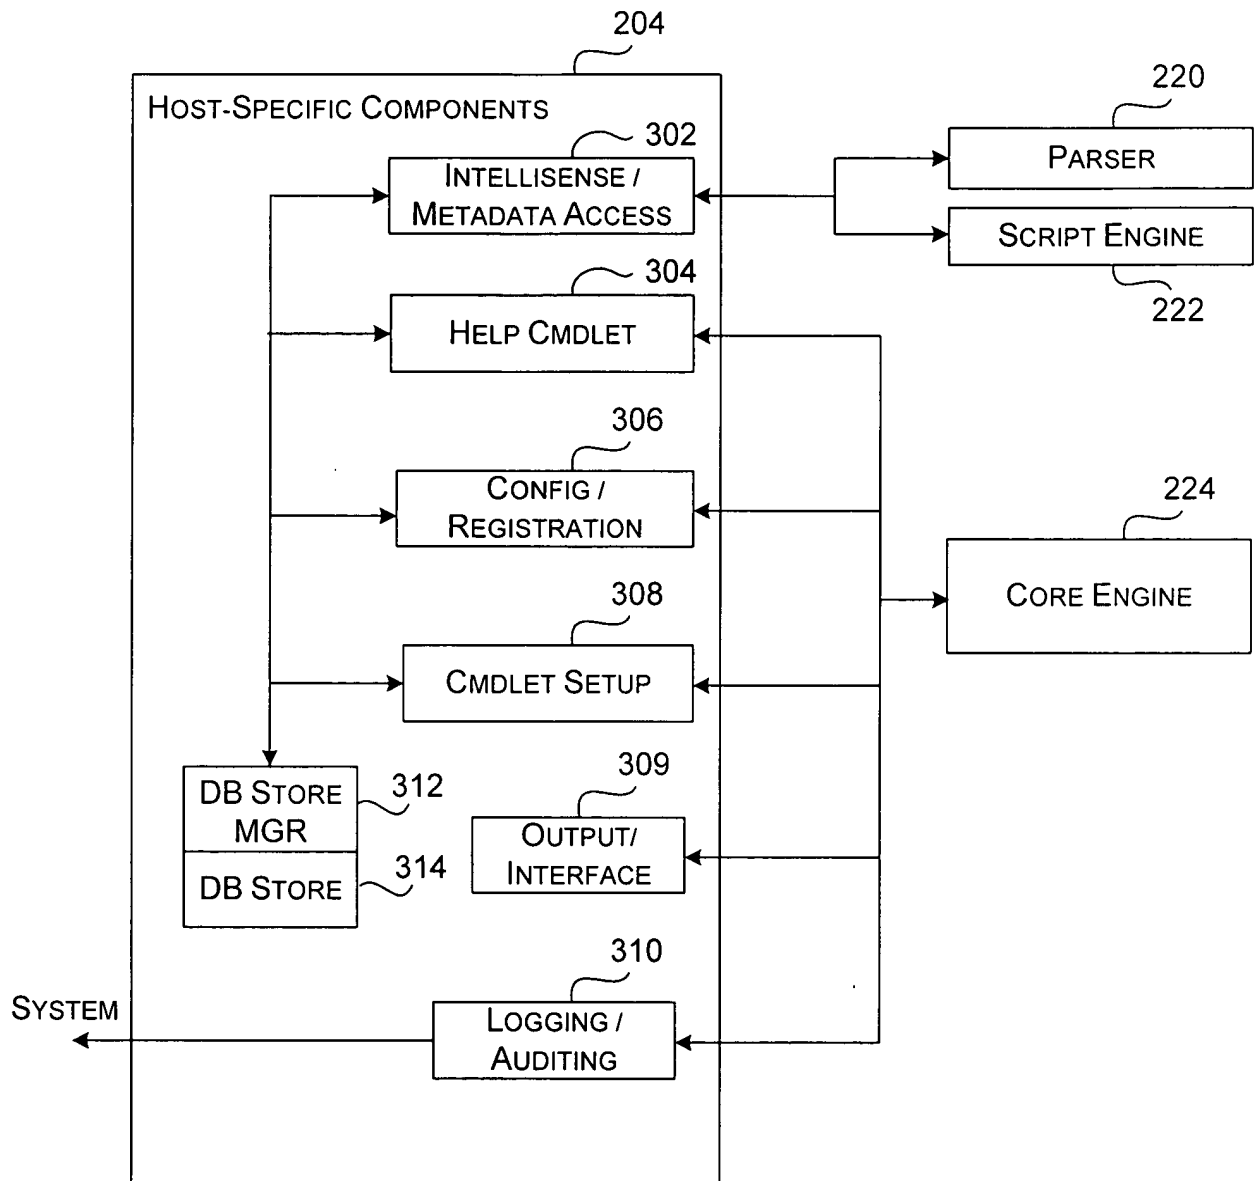 204
HOST-SPECIFIC COMPONENTS
302
INTELLISENSE /
METADATA ACCESS
220
PARSER
SCRIPT ENGINE
222
304
HELP CMDLET
306
CONFIG /
REGISTRATION
224
CORE ENGINE
308
CMDLET SETUP
DB STORE
MGR
312
DB STORE
314
309
OUTPUT/
INTERFACE
310
LOGGING /
AUDITING
SYSTEM